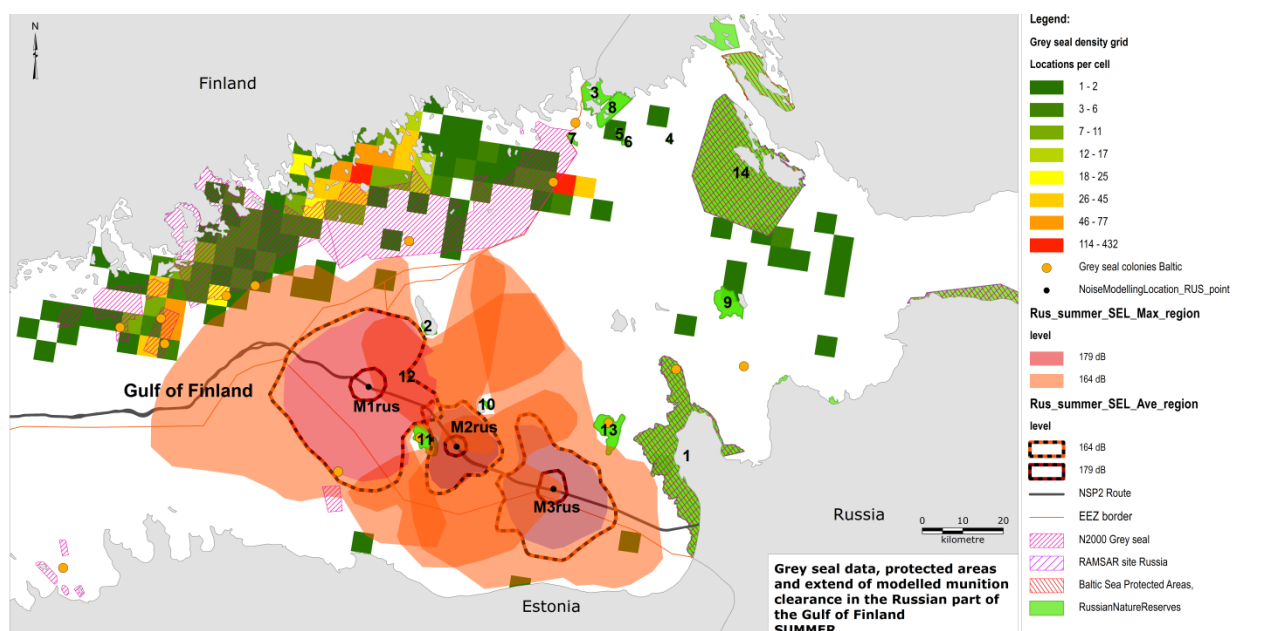 N
Finland
3
8
5
6
7
4
14
9
2
Gulf of Finland
12
M1rus
10
M2rus
11
13
1
M3rus
Russia
0 10 20
kilometre
Estonia
Grey seal data, protected areas
and extend of modelled munition
clearance in the Russian part of
the Gulf of Finland
SUMMER
Legend:
Grey seal density grid
Locations per cell
1 - 2
3 - 6
7 - 11
12 - 17
18 - 25
26 - 45
46 - 77
114 - 432
Grey seal colonies Baltic
NoiseModellingLocation_RUS_point
Rus_summer_SEL_Max_region
level
179 dB
164 dB
Rus_summer_SEL_Ave_region
level
164 dB
179 dB
NSP2 Route
EEZ border
N2000 Grey seal
RAMSAR site Russia
Baltic Sea Protected Areas,
RussianNatureReserves